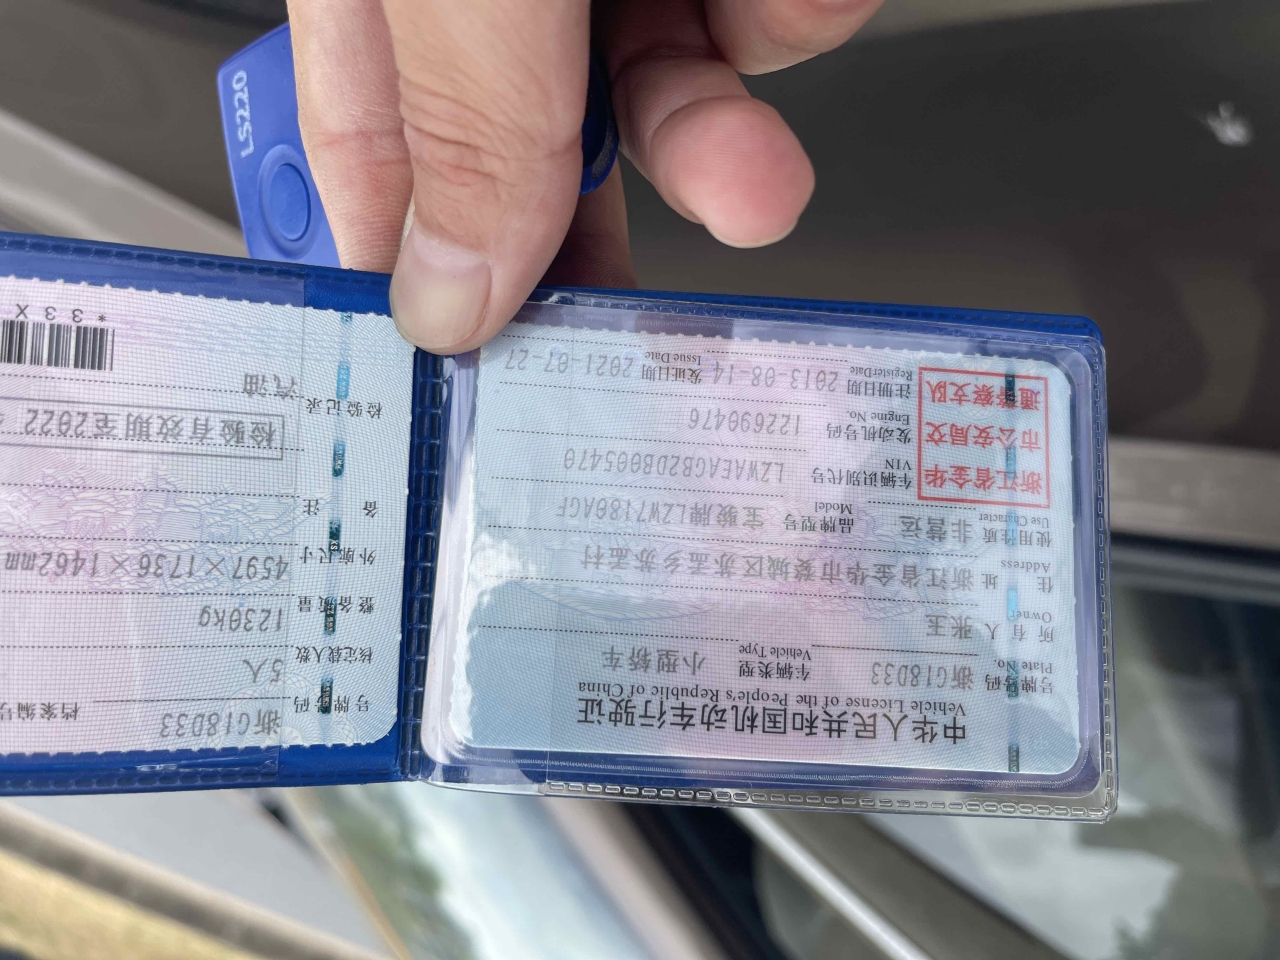 中华人民共和国机动车行驶证
Vehicle License of the People's Republic of China
号牌号码 浙G18D33 车辆类型 小型轿车
Plate No. Vehicle Type
所有人 张玉
Owner
住址 浙江省金华市婺城区苏孟乡苏孟村
Address
使用性质 非营运 品牌型号 宝骏牌LZW7180AGF
Use Character Model
浙江省金华
市公安局交
通警察支队
车辆识别代号 LZWAEAGB2DB005470
VIN
发动机号码 122690476
Engine No.
注册日期 2013-08-14 发证日期 2021-07-27
RegisterDate Issue Date
号牌号码 浙G18D33 档案编号
核定载人数 5人
整备质量 1230kg
外廓尺寸 4597×1736×1462mm
备注
检验有效期至2022
检验记录
汽油
*33X
LS220